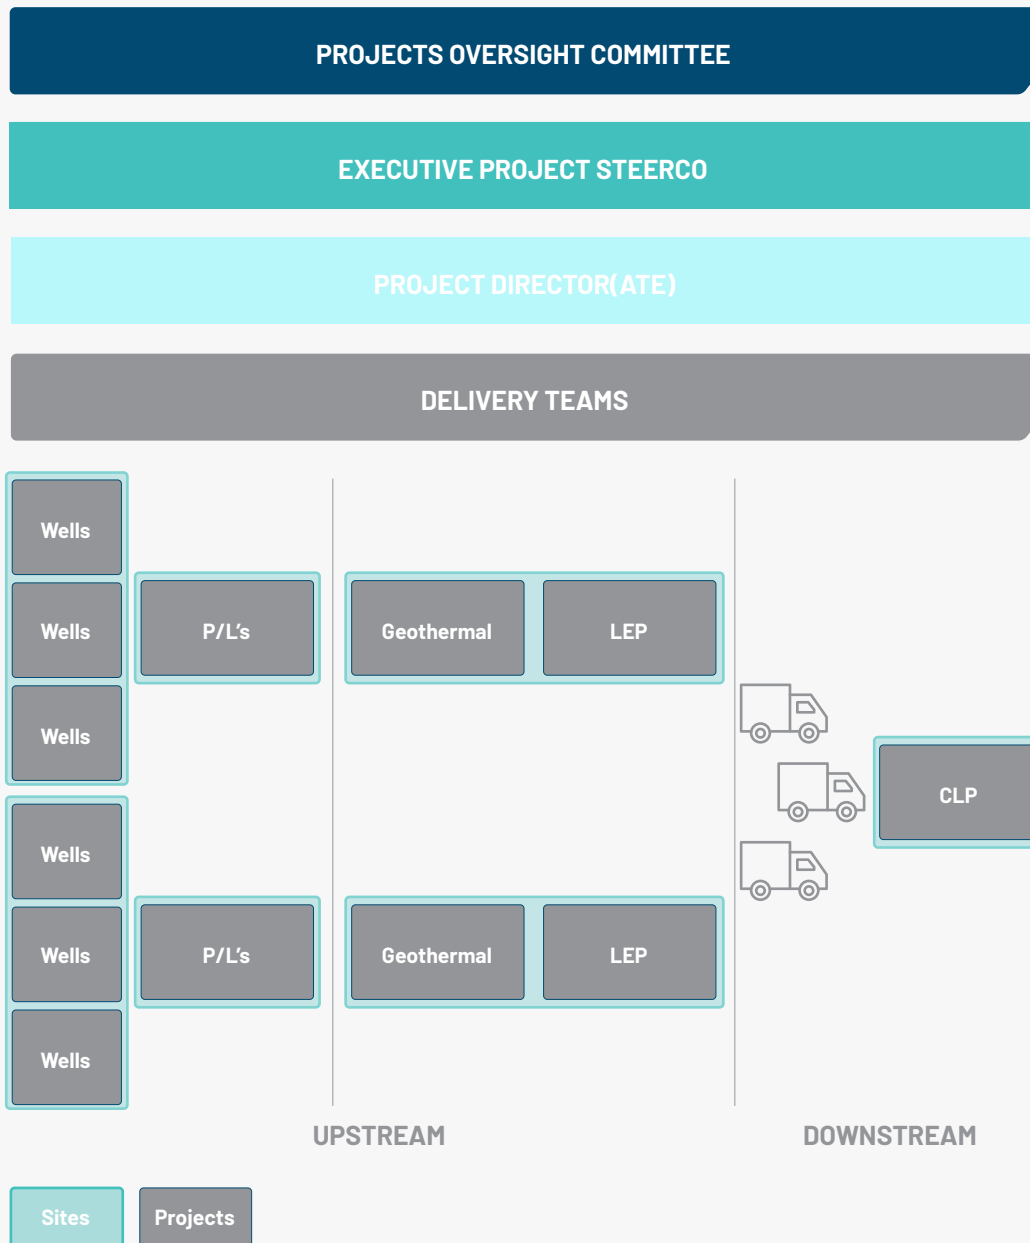 PROJECTS OVERSIGHT COMMITTEE
EXECUTIVE PROJECT STEERCO
PROJECT DIRECTOR(ATE)
DELIVERY TEAMS
Wells
Wells
P/L’s
Geothermal
LEP
Wells
CLP
Wells
Wells
P/L’s
Geothermal
LEP
Wells
UPSTREAM
DOWNSTREAM
Sites
Projects